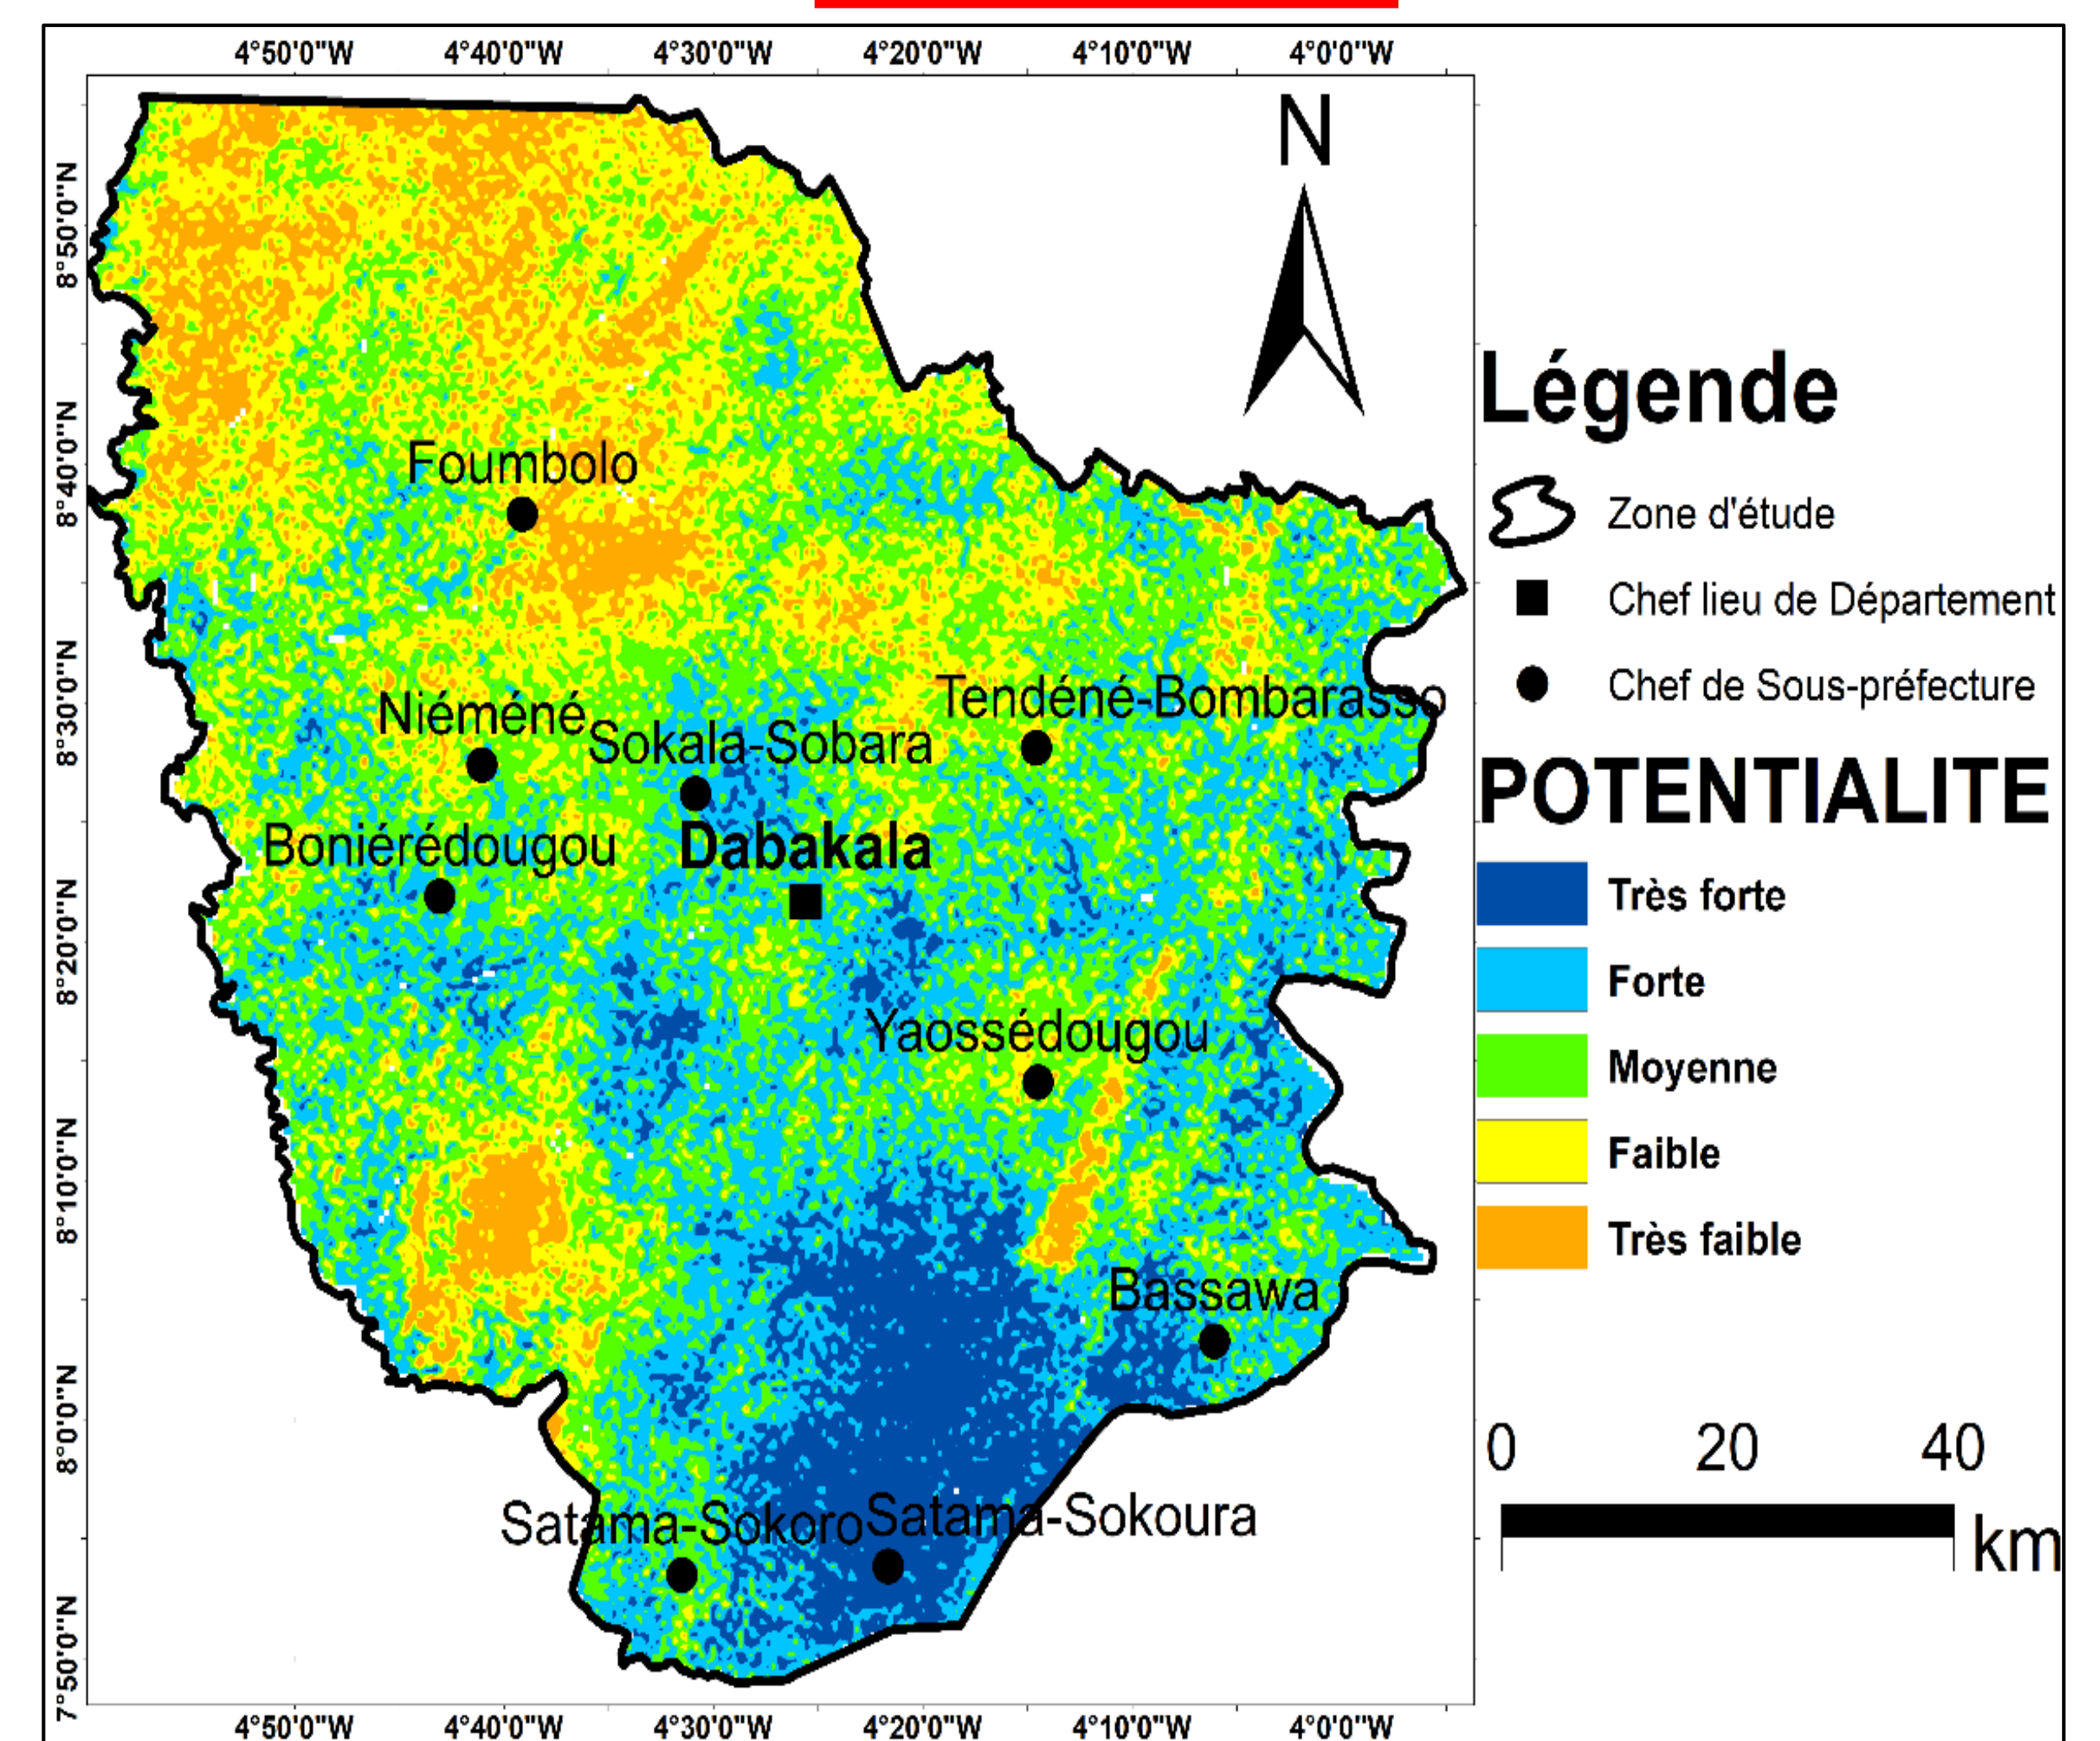 4°50'0"W 4°40'0"W 4°30'0"W 4°20'0"W 4°10'0"W 4°0'0"W
N
8°50'0"N
8°40'0"N
8°30'0"N
8°20'0"N
8°10'0"N
8°0'0"N
7°50'0"N
Foumbolo
Niéméné
Sokala-Sobara
Tendéné-Bombarasso
Boniérédougou
Dabakala
Yaossédougou
Bassawa
Satama-Sokoro
Satama-Sokoura
Légende
Zone d'étude
Chef lieu de Département
Chef de Sous-préfecture
POTENTIALITE
Très forte
Forte
Moyenne
Faible
Très faible
0 20 40
km
4°50'0"W 4°40'0"W 4°30'0"W 4°20'0"W 4°10'0"W 4°0'0"W